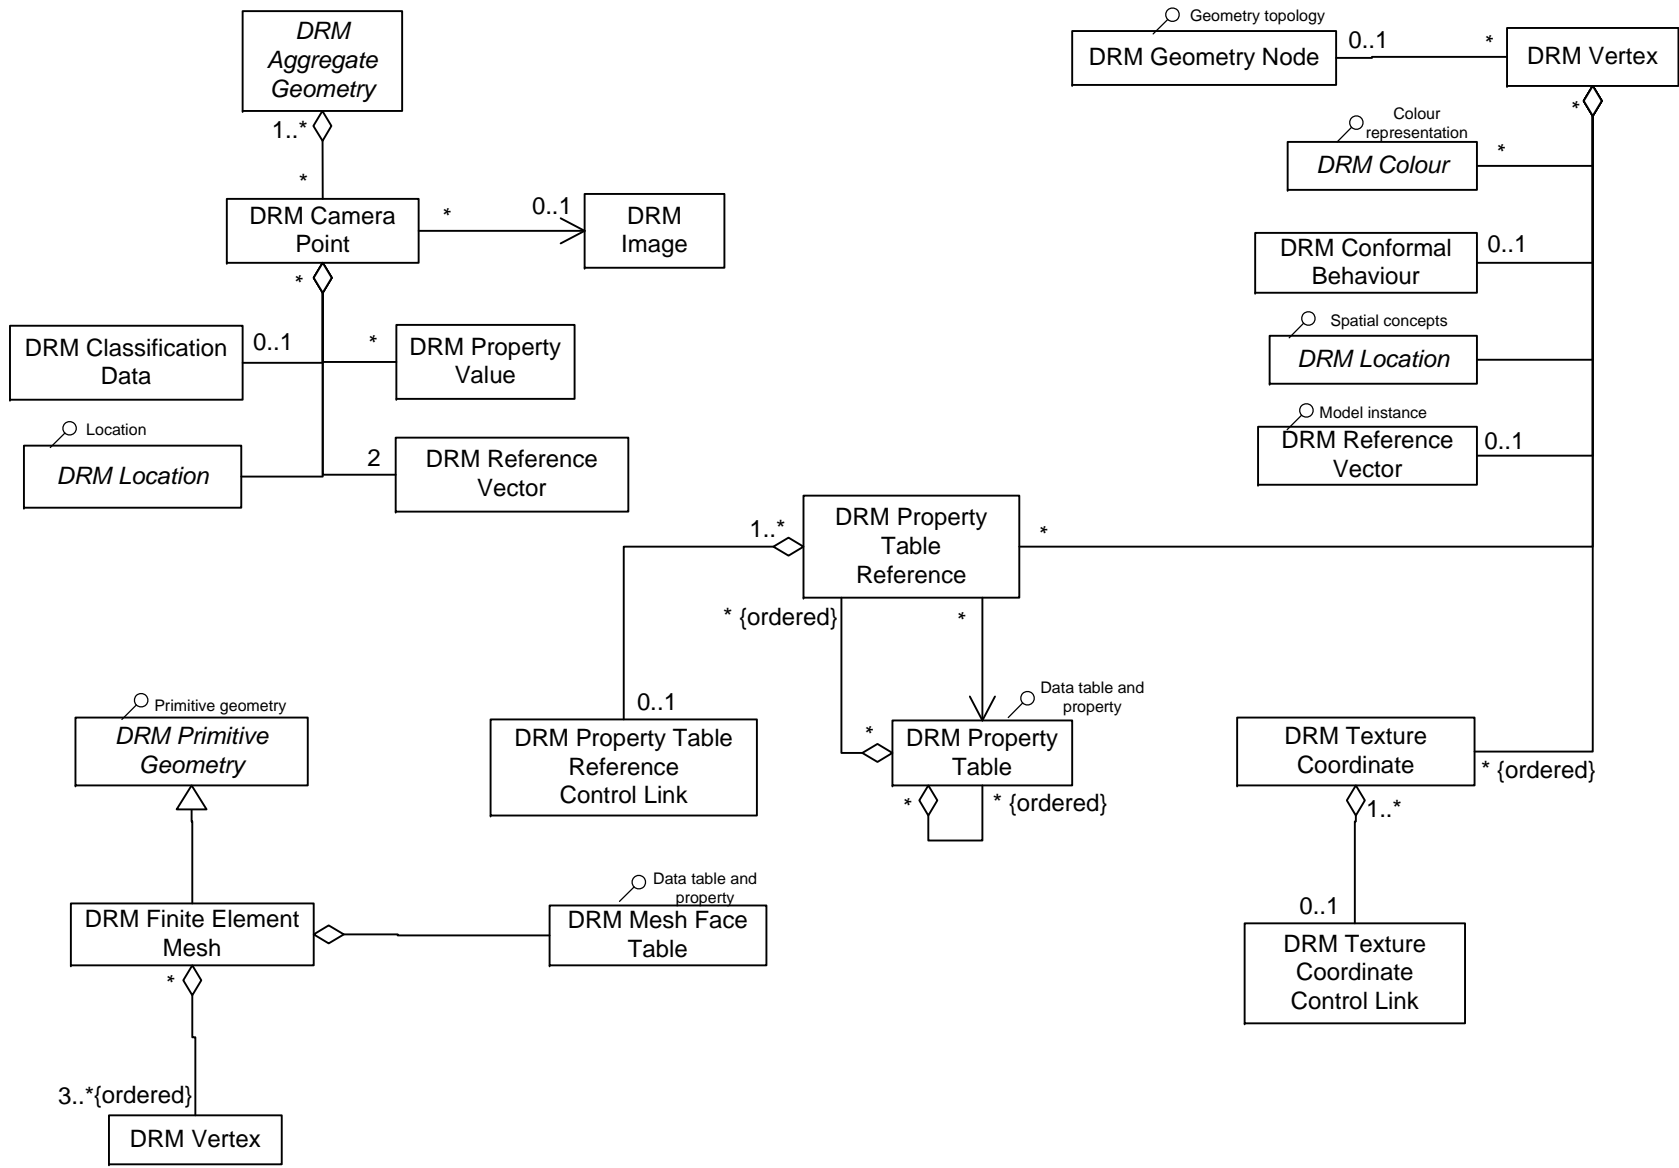 DRM
Aggregate
Geometry
1..*
*
DRM Camera
Point
*
0..1
DRM
Image
*
DRM Classification
Data
0..1
*
DRM Property
Value
Location
DRM Location
2
DRM Reference
Vector
Geometry topology
DRM Geometry Node
0..1
*
DRM Vertex
*
Colour
representation
DRM Colour
*
DRM Conformal
Behaviour
0..1
Spatial concepts
DRM Location
Model instance
DRM Reference
Vector
0..1
1..*
DRM Property
Table
Reference
*
* {ordered}
*
0..1
DRM Property Table
Reference
Control Link
Data table and
property
*
DRM Property
Table
*
* {ordered}
DRM Texture
Coordinate
* {ordered}
1..*
0..1
DRM Texture
Coordinate
Control Link
Primitive geometry
DRM Primitive
Geometry
DRM Finite Element
Mesh
*
Data table and
property
DRM Mesh Face
Table
3..*{ordered}
DRM Vertex